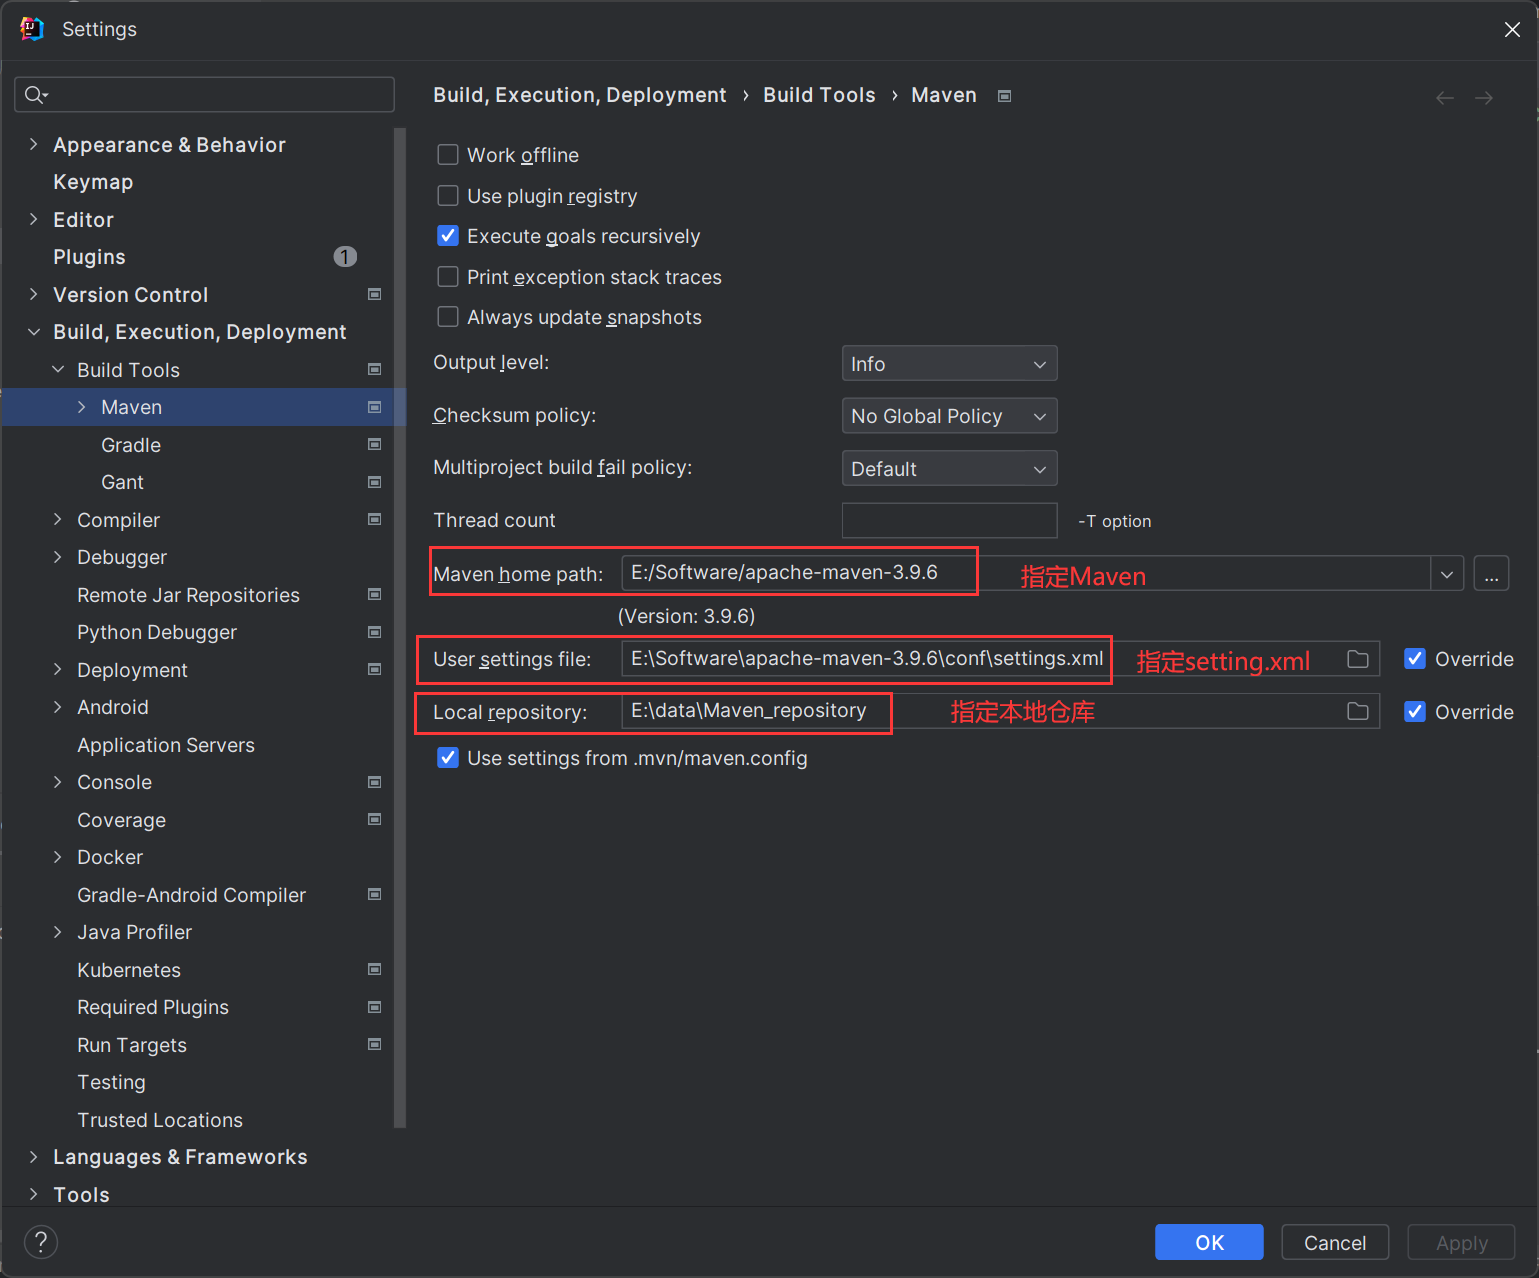 Settings
Build, Execution, Deployment › Build Tools › Maven
Appearance & Behavior
Keymap
Editor
Plugins 1
Version Control
Build, Execution, Deployment
Build Tools
Maven
Gradle
Gant
Compiler
Debugger
Remote Jar Repositories
Python Debugger
Deployment
Android
Application Servers
Console
Coverage
Docker
Gradle-Android Compiler
Java Profiler
Kubernetes
Required Plugins
Run Targets
Testing
Trusted Locations
Languages & Frameworks
Tools
Work offline
Use plugin registry
Execute goals recursively
Print exception stack traces
Always update snapshots
Output level: Info
Checksum policy: No Global Policy
Multiproject build fail policy: Default
Thread count -T option
Maven home path: E:/Software/apache-maven-3.9.6 指定Maven ...
(Version: 3.9.6)
User settings file: E:\Software\apache-maven-3.9.6\conf\settings.xml 指定setting.xml Override
Local repository: E:\data\Maven_repository 指定本地仓库 Override
Use settings from .mvn/maven.config
? OK Cancel Apply